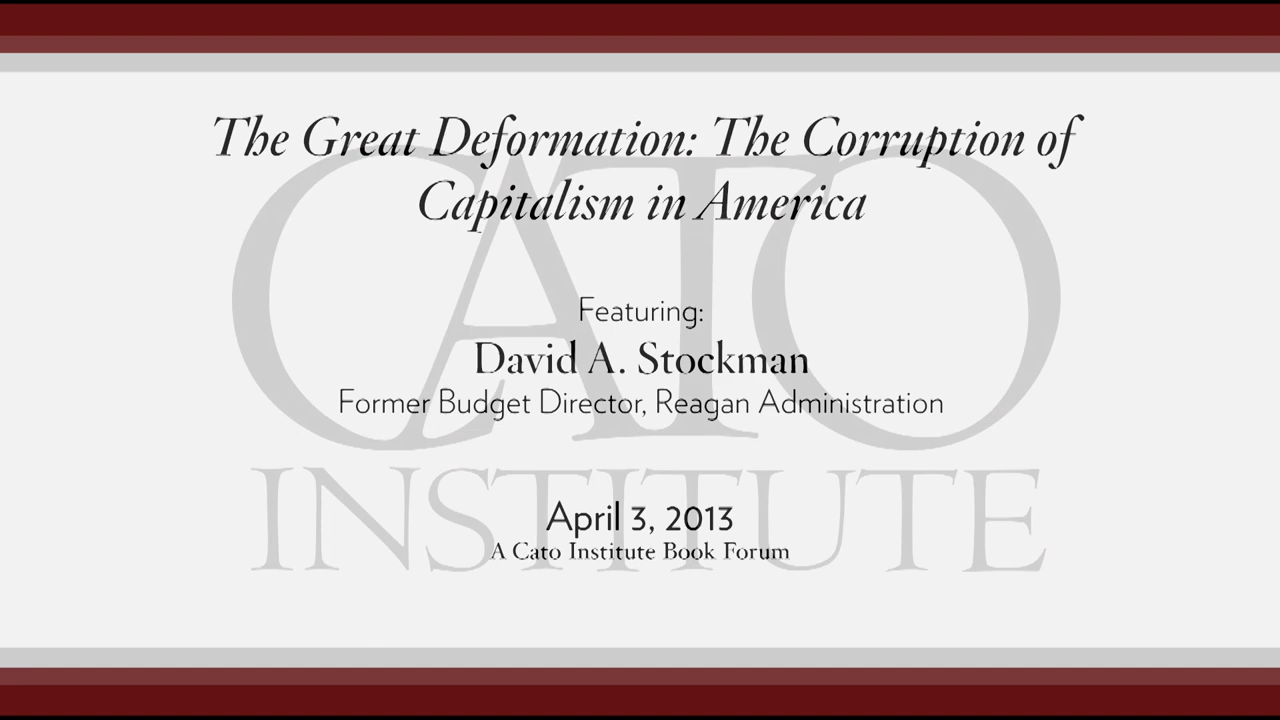 The Great Deformation: The Corruption of
Capitalism in America
Featuring:
David A. Stockman
Former Budget Director, Reagan Administration
April 3, 2013
A Cato Institute Book Forum
CATO
INSTITUTE